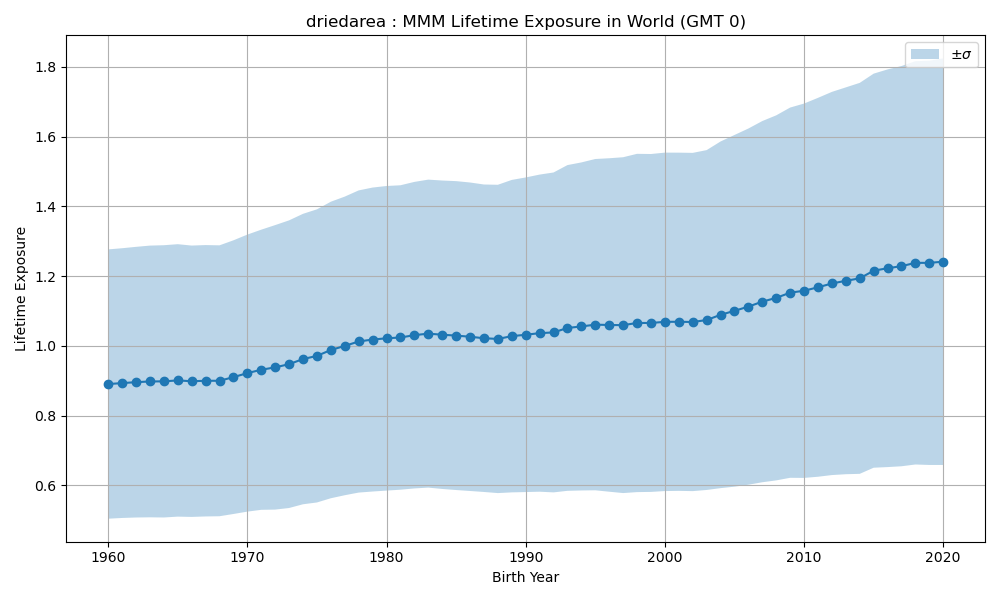 driedarea : MMM Lifetime Exposure in World (GMT 0)
±σ
Lifetime Exposure
1.8
1.6
1.4
1.2
1.0
0.8
0.6
1960 1970 1980 1990 2000 2010 2020
Birth Year